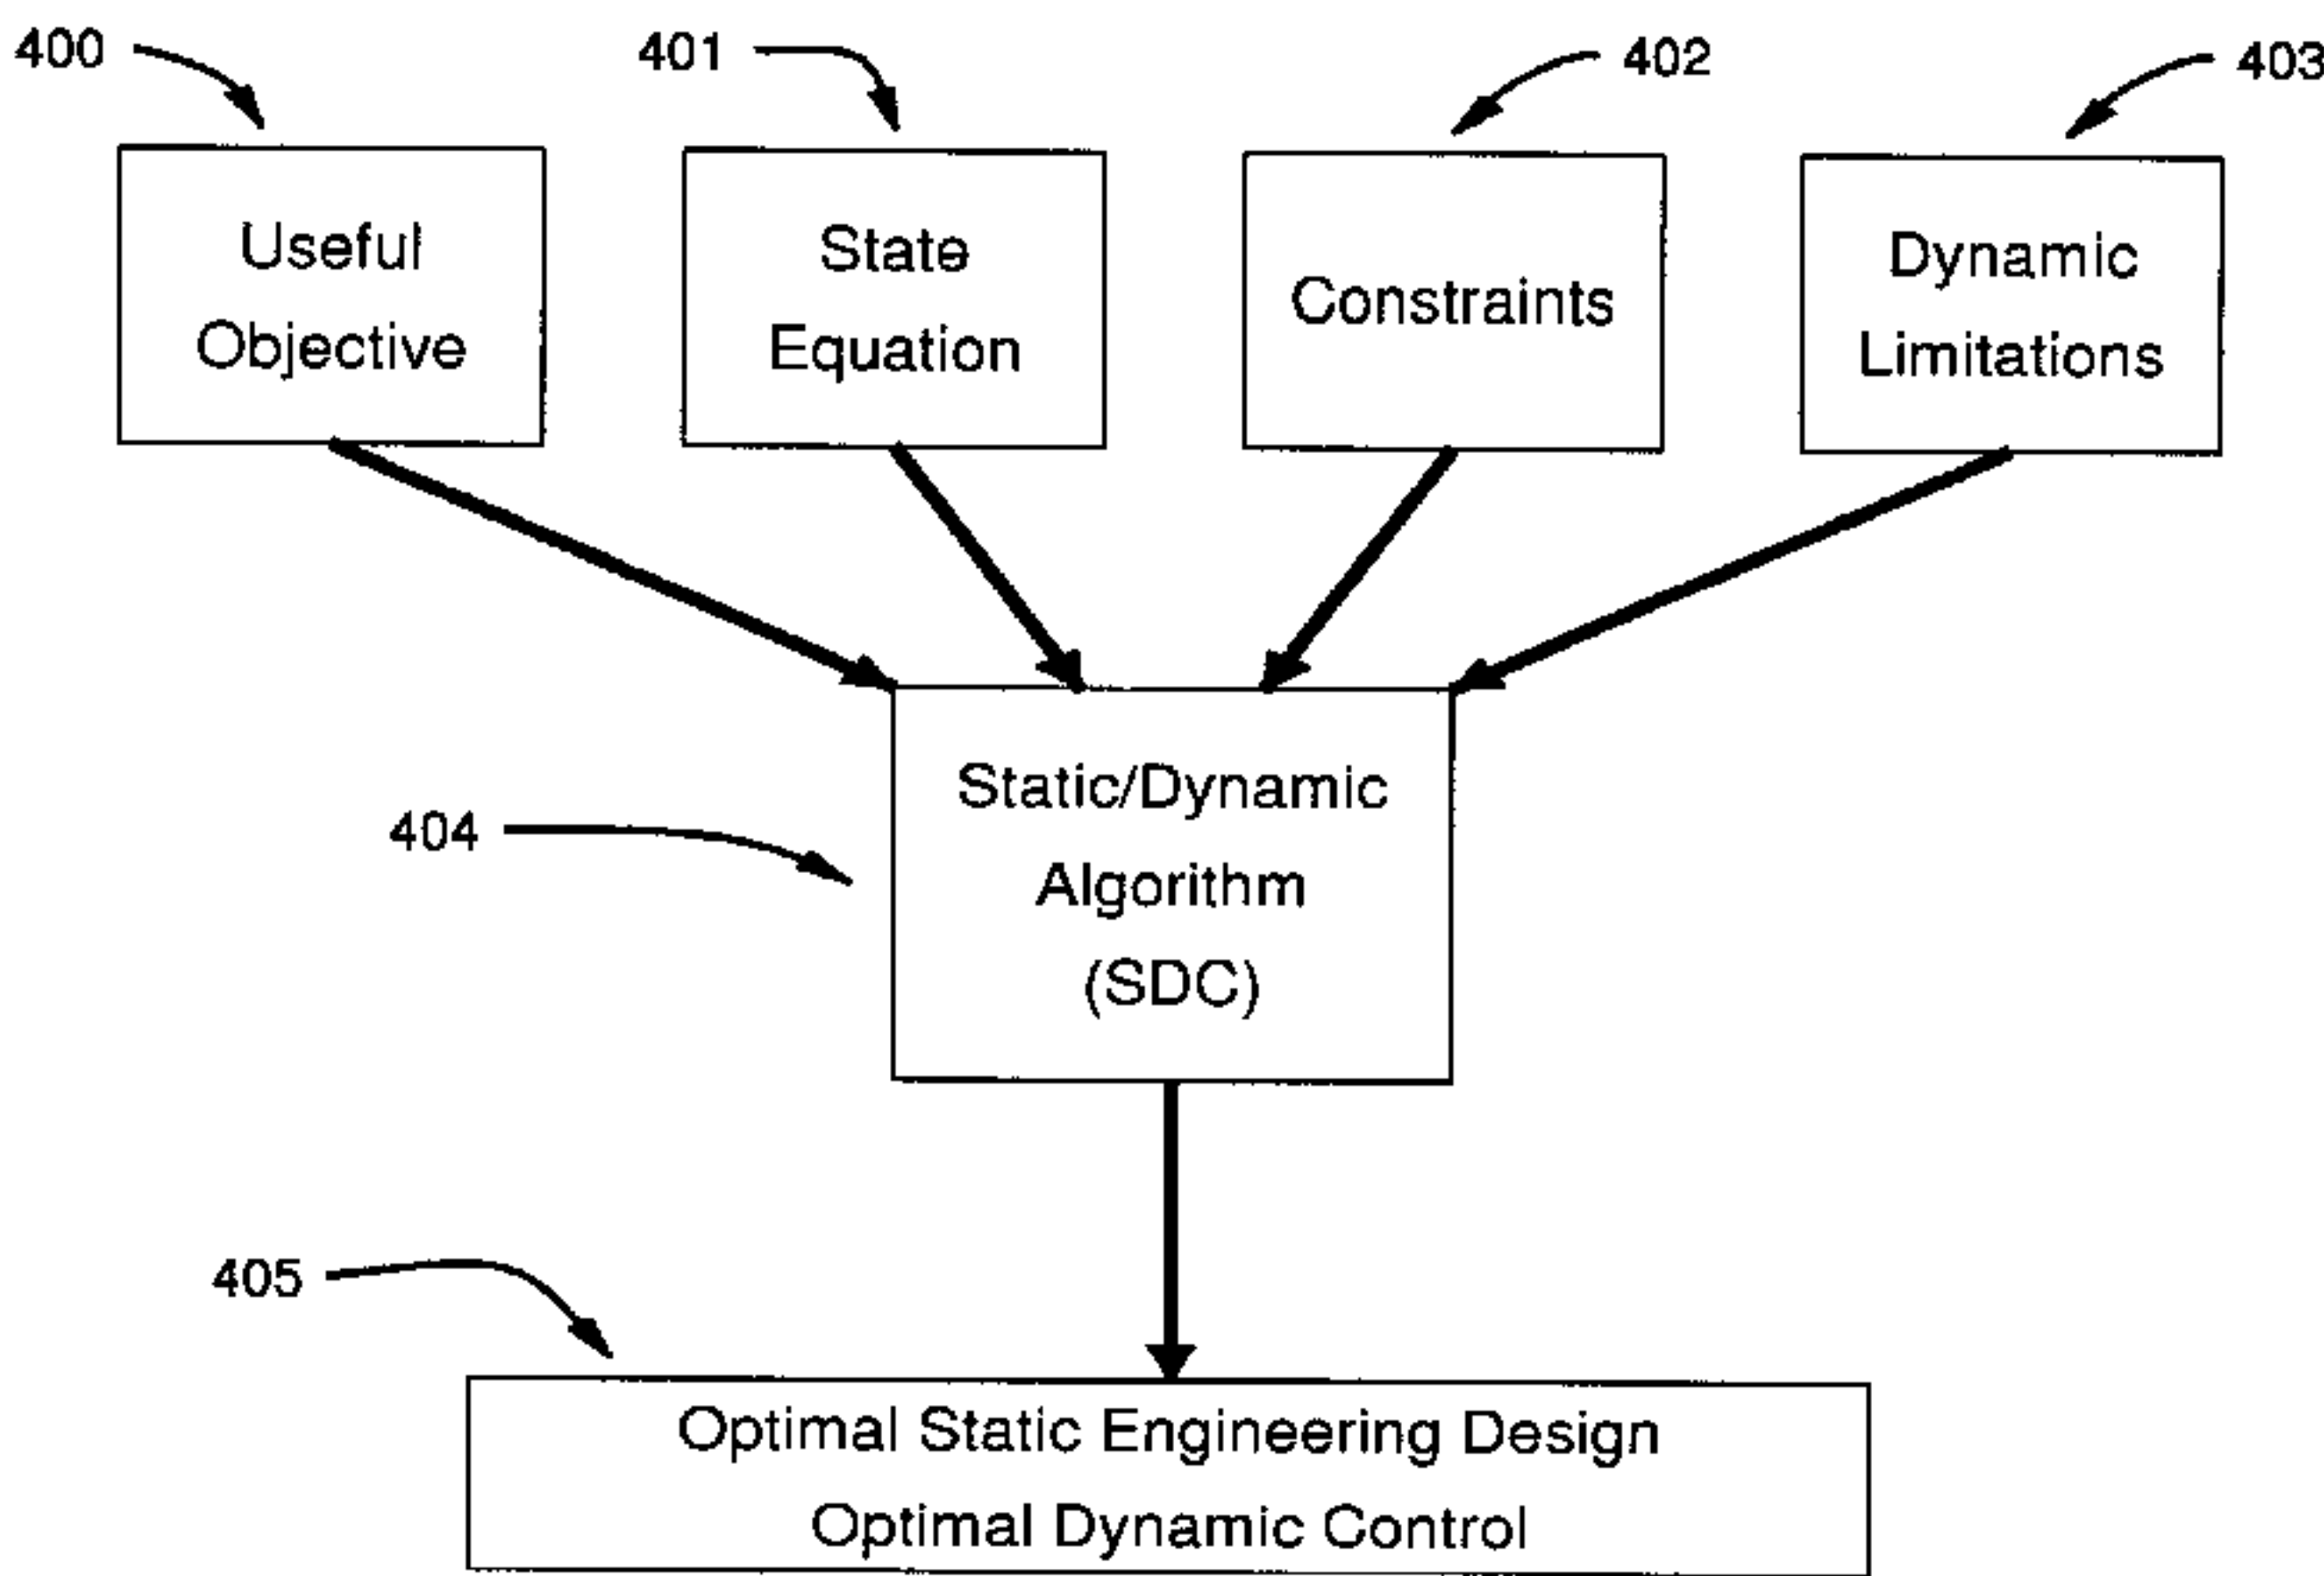 400
401
402
403
Useful
Objective
State
Equation
Constraints
Dynamic
Limitations
404
Static/Dynamic
Algorithm
(SDC)
405
Optimal Static Engineering Design
Optimal Dynamic Control